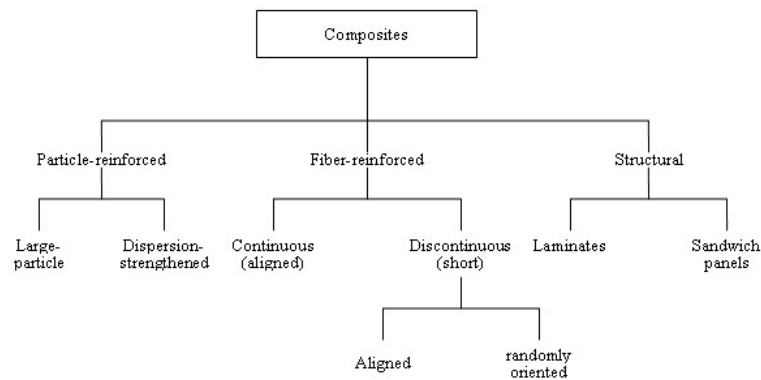 Composites
Particle-reinforced
Fiber-reinforced
Structural
Large-
particle
Dispersion-
strengthened
Continuous
(aligned)
Discontinuous
(short)
Laminates
Sandwich
panels
Aligned
randomly
oriented